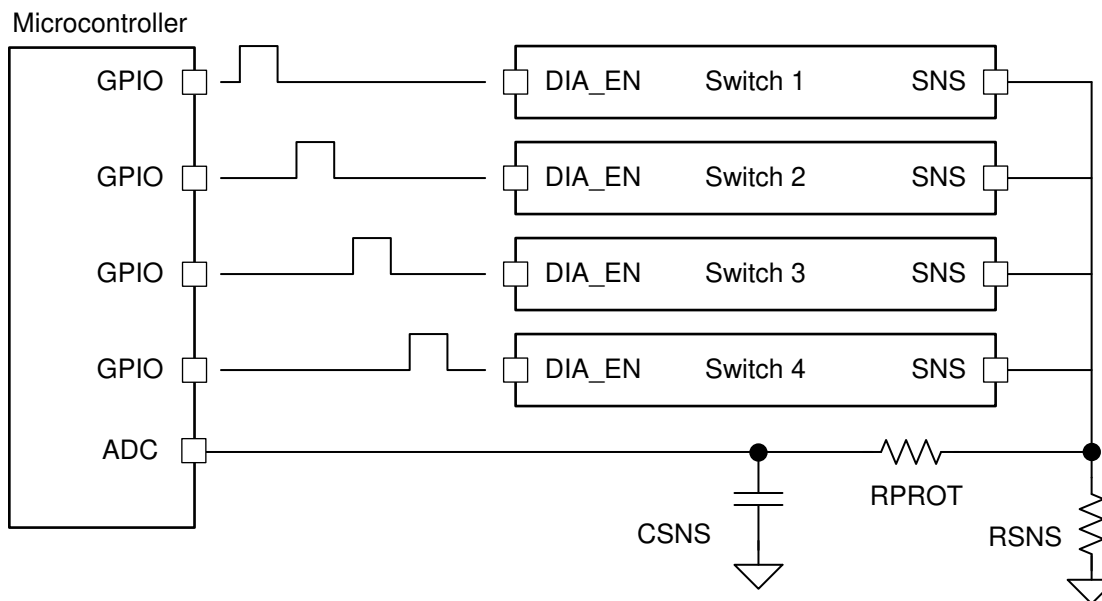 Microcontroller
GPIO
DIA_EN Switch 1 SNS
GPIO
DIA_EN Switch 2 SNS
GPIO
DIA_EN Switch 3 SNS
GPIO
DIA_EN Switch 4 SNS
ADC
RPROT
CSNS
RSNS